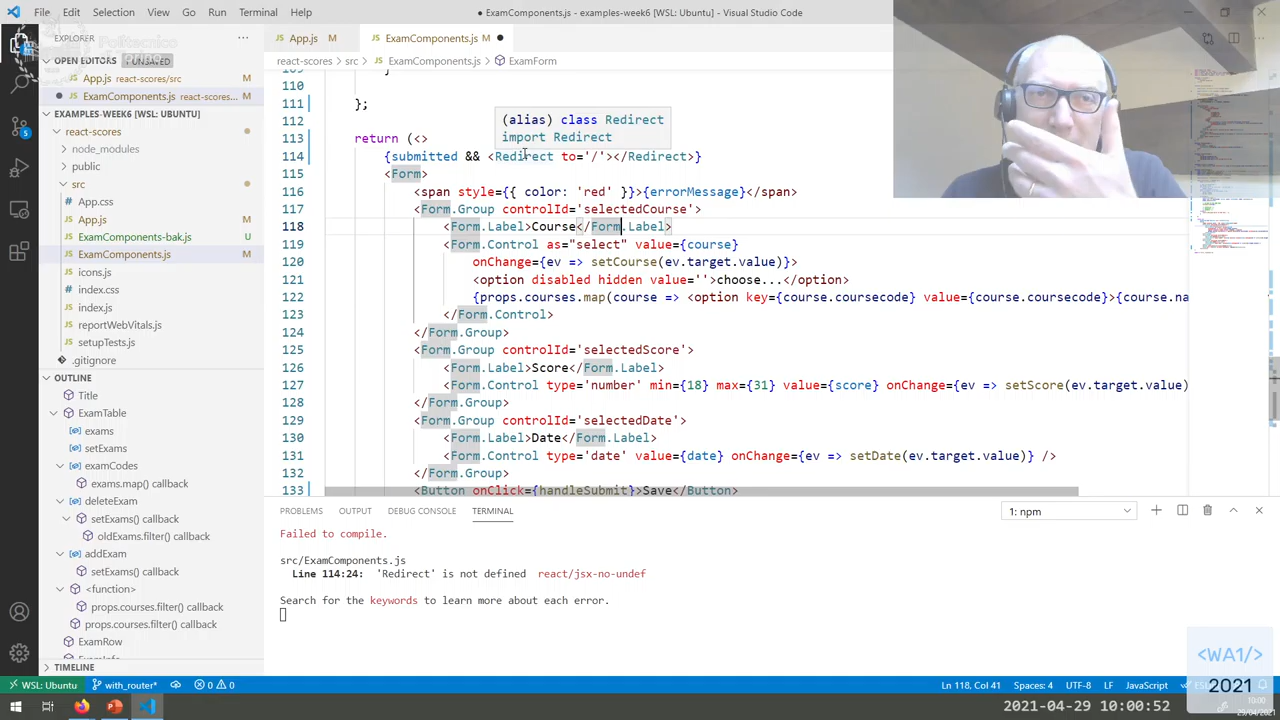 File Edit Selection View Go Run Terminal Help
ExamComponents.js - examples-week6 [WSL: Ubuntu] - Visual Studio Code
EXPLORER
Politecnico
OPEN EDITORS 1 UNSAVED
App.js react-scores/src M
ExamComponents.js react-scores... M
EXAMPLES-WEEK6 [WSL: UBUNTU]
react-scores
node_modules
public
src
App.css
App.js M
ExamComponents.bak.js U
ExamComponents.js M
icons.js
index.css
index.js
reportWebVitals.js
setupTests.js
.gitignore
OUTLINE
Title
ExamTable
exams
setExams
examCodes
exams.map() callback
deleteExam
setExams() callback
oldExams.filter() callback
addExam
setExams() callback
<function>
props.courses.filter() callback
props.courses.filter() callback
ExamRow
TIMELINE
App.js M
ExamComponents.js M
react-scores > src > ExamComponents.js > ExamForm
110
111 };
112
113 return (<>
114 {submitted && <Redirect to='/'></Redirect>}
115 <Form>
116 <span style={{ color: 'red' }}>{errorMessage}</span>
117 <Form.Group controlId='selectedCourse'>
118 <Form.Label>Course</Form.Label>
119 <Form.Control as="select" value={course}
120 onChange={ev => setCourse(ev.target.value)}>
121 <option disabled hidden value=''>choose...</option>
122 {props.courses.map(course => <option key={course.coursecode} value={course.coursecode}>{course.na
123 </Form.Control>
124 </Form.Group>
125 <Form.Group controlId='selectedScore'>
126 <Form.Label>Score</Form.Label>
127 <Form.Control type='number' min={18} max={31} value={score} onChange={ev => setScore(ev.target.value)
128 </Form.Group>
129 <Form.Group controlId='selectedDate'>
130 <Form.Label>Date</Form.Label>
131 <Form.Control type='date' value={date} onChange={ev => setDate(ev.target.value)} />
132 </Form.Group>
133 <Button onClick={handleSubmit}>Save</Button>
(alias) class Redirect
import Redirect
PROBLEMS OUTPUT DEBUG CONSOLE TERMINAL
1: npm
Failed to compile.
src/ExamComponents.js
Line 114:24: 'Redirect' is not defined react/jsx-no-undef
Search for the keywords to learn more about each error.
<WA1/>
2021
WSL: Ubuntu with_router* 0 0
Ln 118, Col 41 Spaces: 4 UTF-8 LF JavaScript
2021-04-29 10:00:52
10:00
29/04/2021